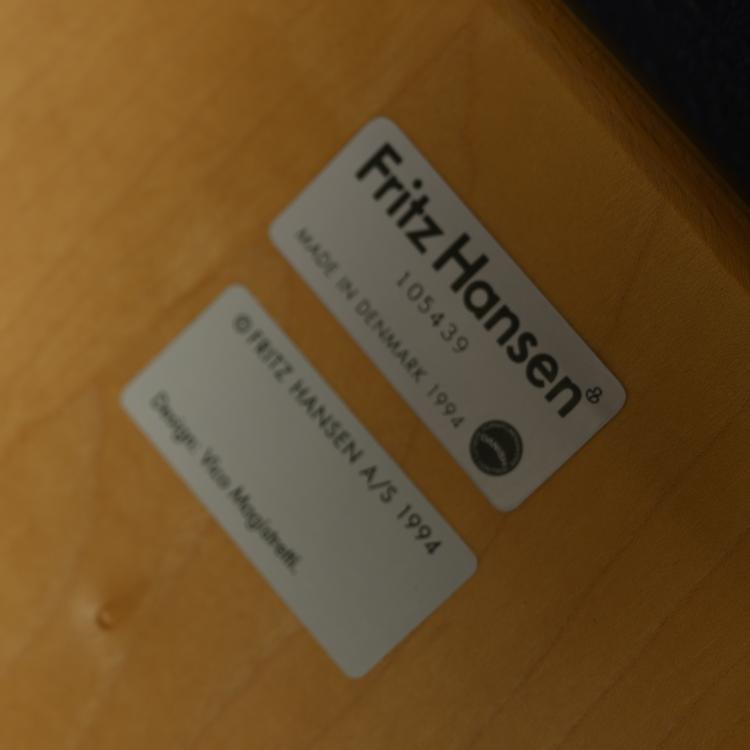 Fritz Hansen
105439
MADE IN DENMARK 1994
© FRITZ HANSEN A/S 1994
Design: Vico Magistretti.